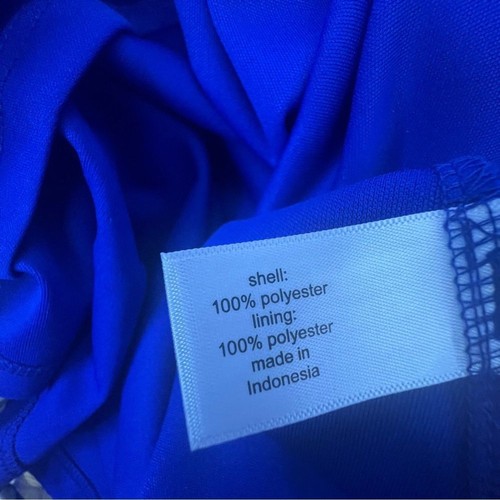 shell:
100% polyester
lining:
100% polyester
made in
Indonesia